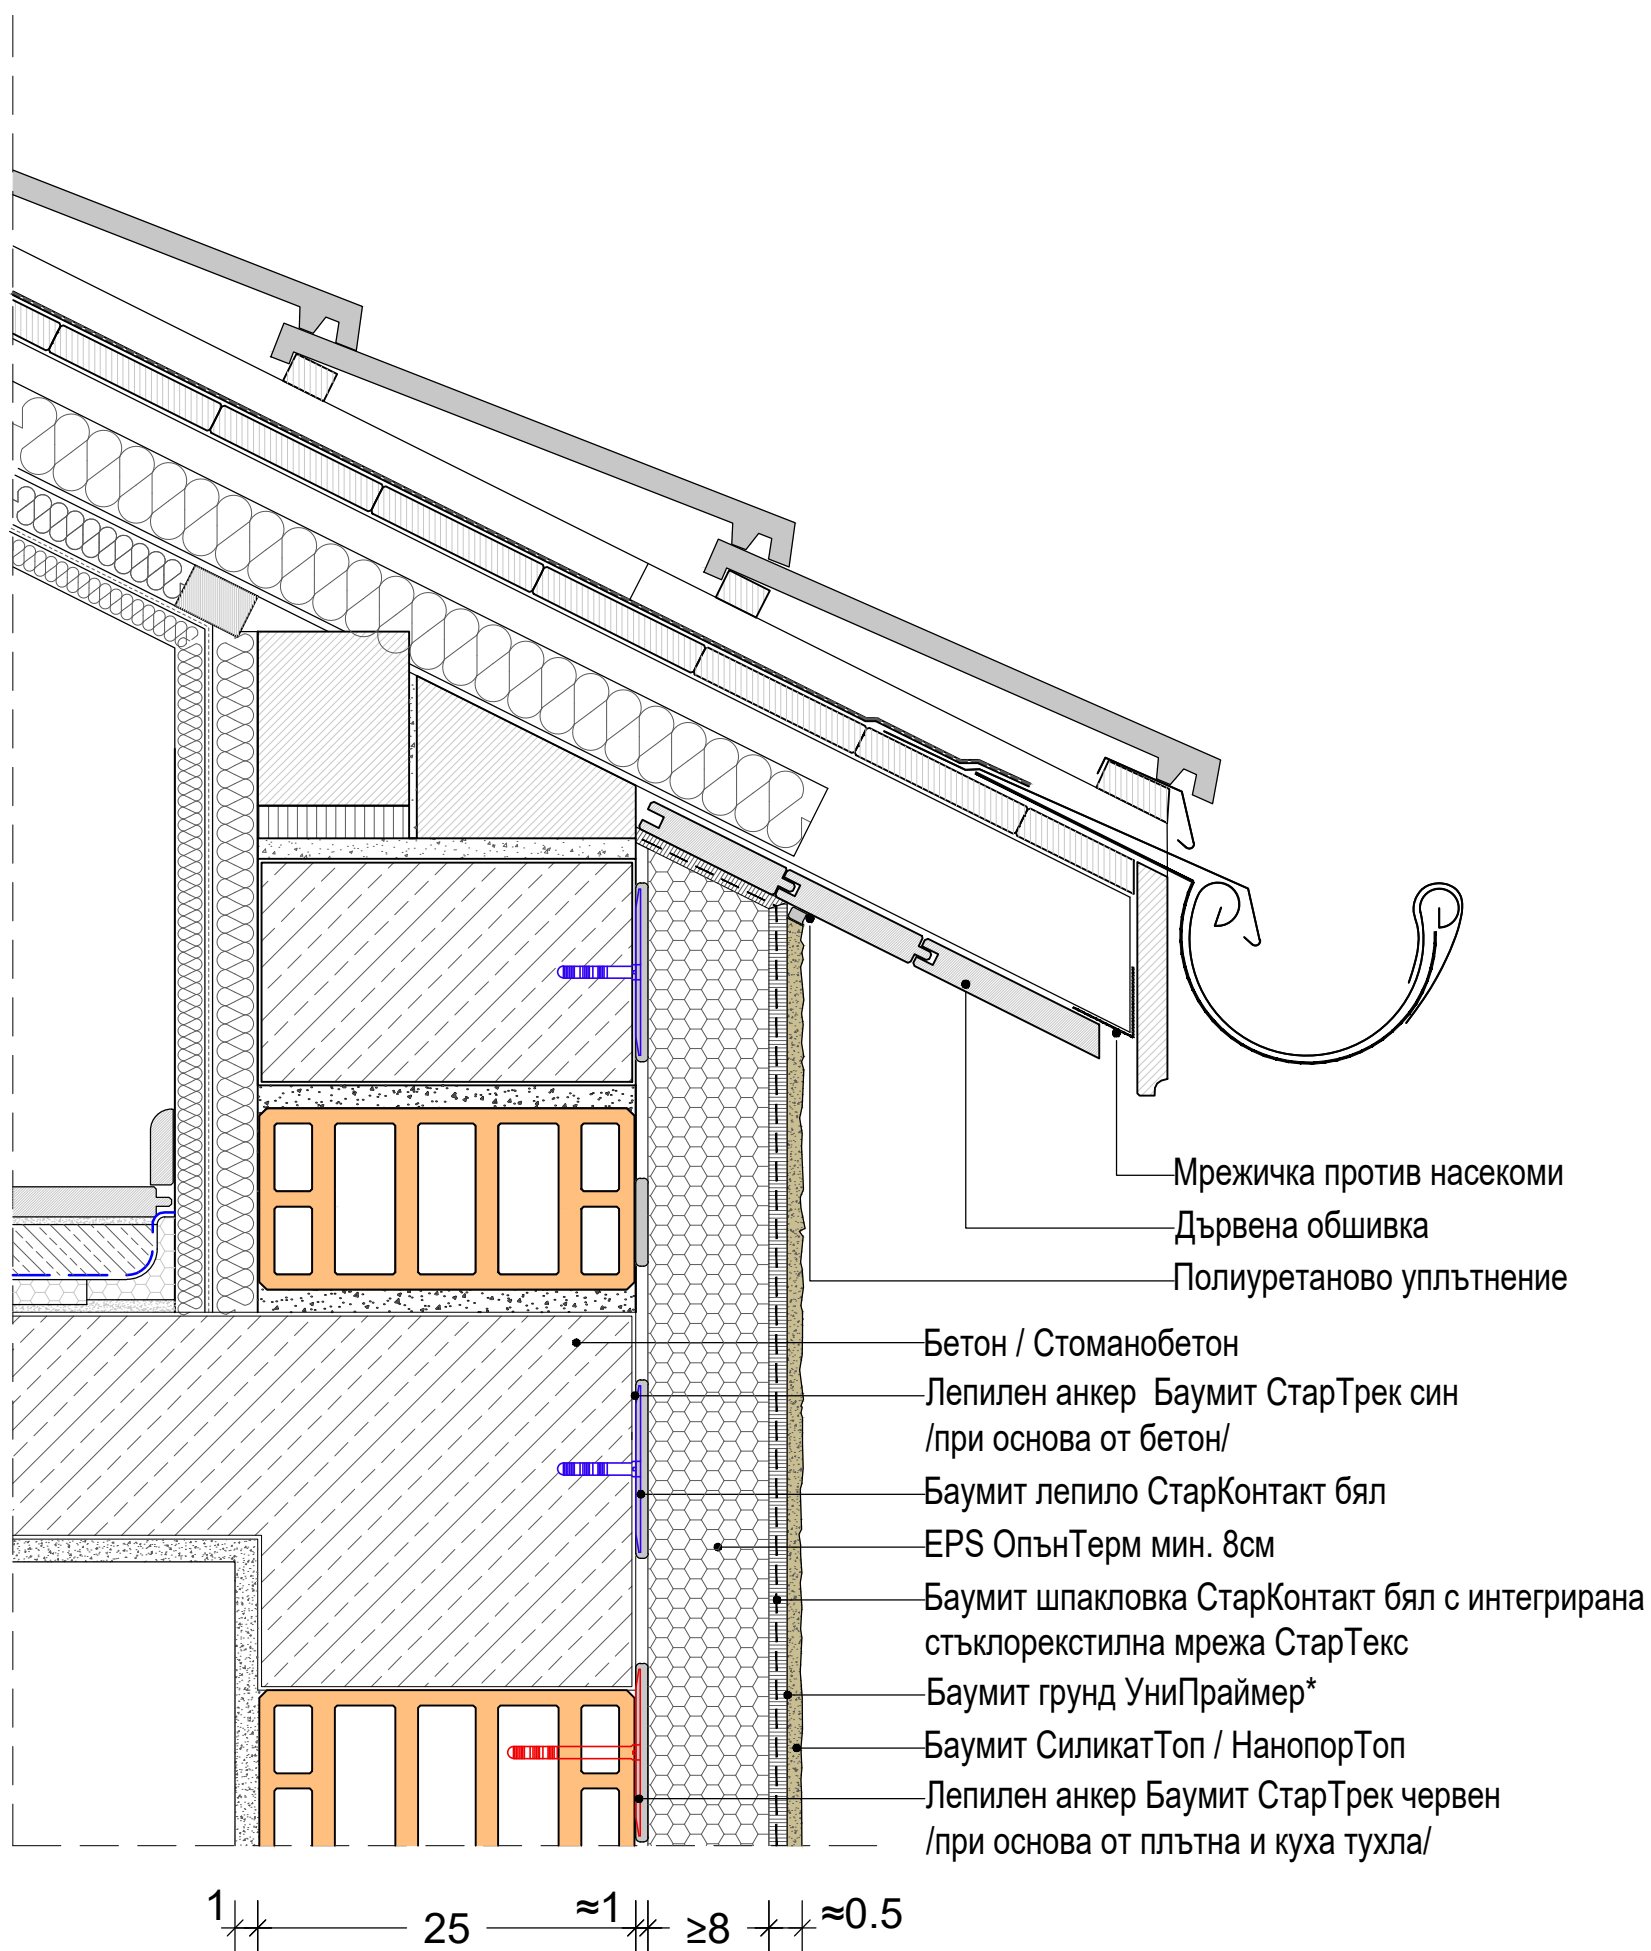 Мрежичка против насекоми
Дървена обшивка
Полиуретаново уплътнение
Бетон / Стоманобетон
Лепилен анкер Баумит СтарТрек син
/при основа от бетон/
Баумит лепило СтарКонтакт бял
EPS ОпънТерм мин. 8см
Баумит шпакловка СтарКонтакт бял с интегрирана
стъклорекстилна мрежа СтарТекс
Баумит грунд УниПраймер*
Баумит СиликатТоп / НанопорТоп
Лепилен анкер Баумит СтарТрек червен
/при основа от плътна и куха тухла/
1 25 ≈1 ≥8 ≈0.5